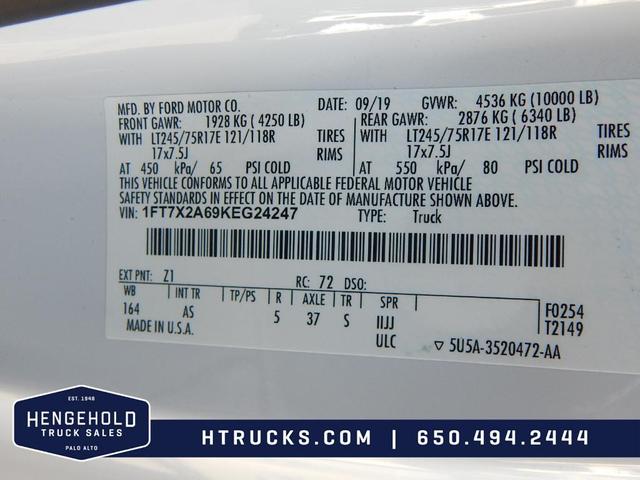 MFD. BY FORD MOTOR CO. DATE: 09/19 GVWR: 4536 KG (10000 LB)
FRONT GAWR: 1928 KG ( 4250 LB) REAR GAWR: 2876 KG ( 6340 LB)
WITH LT245/75R17E 121/118R TIRES WITH LT245/75R17E 121/118R TIRES
17x7.5J RIMS 17x7.5J RIMS
AT 450 kPa/ 65 PSI COLD AT 550 kPa/ 80 PSI COLD
THIS VEHICLE CONFORMS TO ALL APPLICABLE FEDERAL MOTOR VEHICLE
SAFETY STANDARDS IN EFFECT ON THE DATE OF MANUFACTURE SHOWN ABOVE.
VIN: 1FT7X2A69KEG24247 TYPE: Truck
EXT PNT: Z1 RC: 72 DSO:
WB INT TR TP/PS R AXLE TR SPR F0254
164 AS 5 37 S IIJJ T2149
MADE IN U.S.A. ULC ▽ 5U5A-3520472-AA
EST. 1948
HENGEHOLD
TRUCK SALES
PALO ALTO
HTRUCKS.COM | 650.494.2444